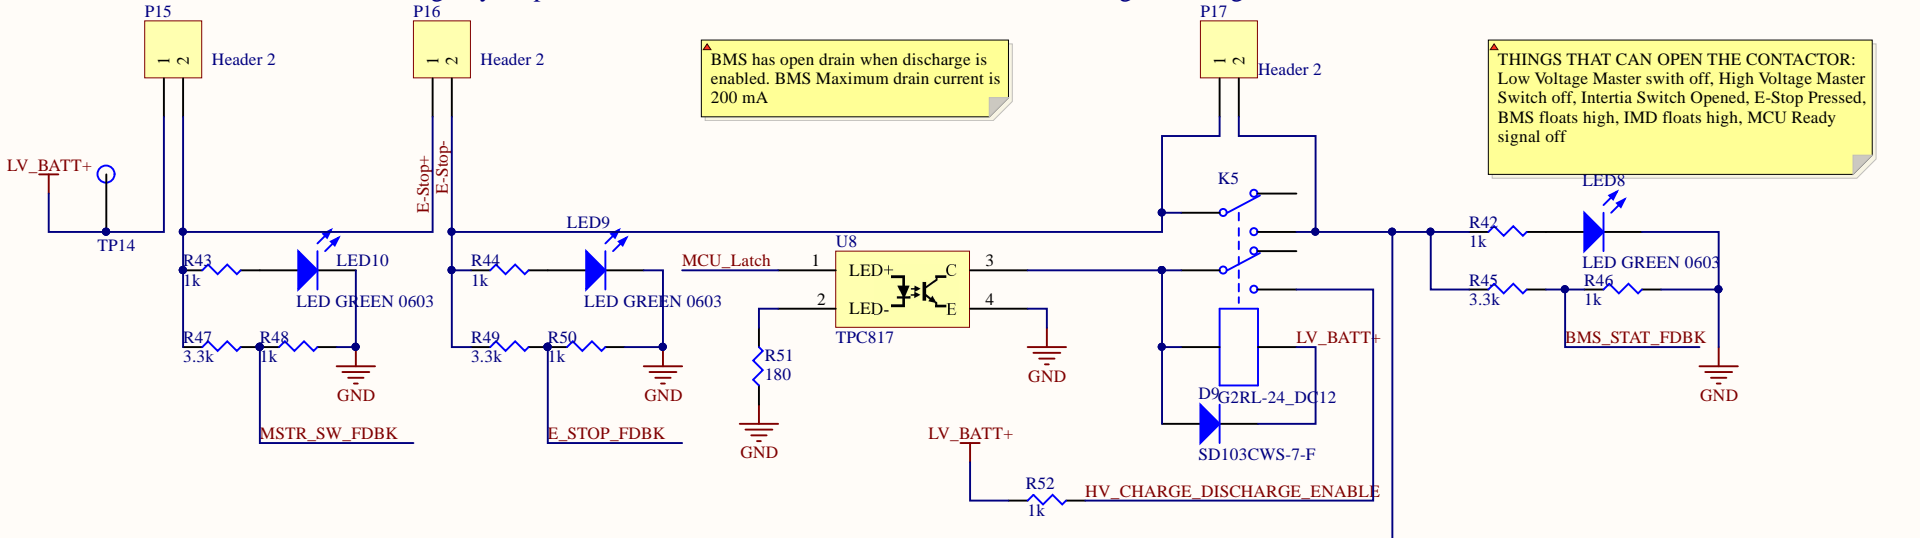 P15
1
2
Header 2
P16
1
2
Header 2
BMS has open drain when discharge is
enabled. BMS Maximum drain current is
200 mA
P17
1
2
Header 2
THINGS THAT CAN OPEN THE CONTACTOR:
Low Voltage Master swith off, High Voltage Master
Switch off, Intertia Switch Opened, E-Stop Pressed,
BMS floats high, IMD floats high, MCU Ready
signal off
LV_BATT+
TP14
E-Stop+
E-Stop-
R43
1k
LED10
LED GREEN 0603
R47
3.3k
R48
1k
GND
MSTR_SW_FDBK
LED9
R44
1k
LED GREEN 0603
R49
3.3k
R50
1k
GND
E_STOP_FDBK
MCU_Latch
U8
1
LED+
C
3
2
LED-
E
4
TPC817
R51
180
GND
GND
K5
LV_BATT+
G2RL-24_DC12
D9
SD103CWS-7-F
LV_BATT+
R52
1k
HV_CHARGE_DISCHARGE_ENABLE
LED8
R42
1k
LED GREEN 0603
R45
3.3k
R46
1k
BMS_STAT_FDBK
GND